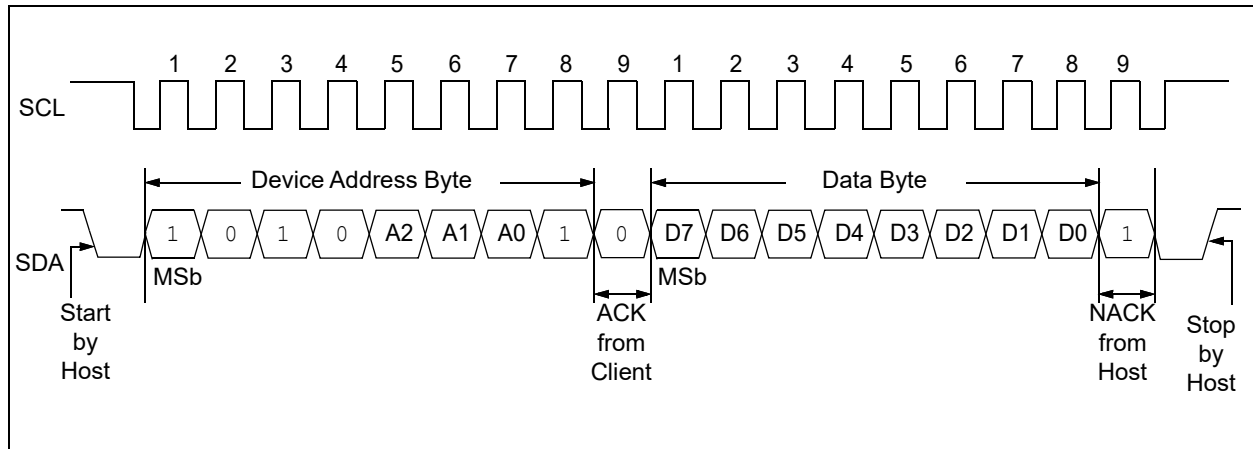 1 2 3 4 5 6 7 8 9 1 2 3 4 5 6 7 8 9
SCL
Device Address Byte Data Byte
SDA 1 0 1 0 A2 A1 A0 1 0 D7 D6 D5 D4 D3 D2 D1 D0 1
MSb MSb
Start
by
Host
ACK
from
Client
NACK
from
Host
Stop
by
Host